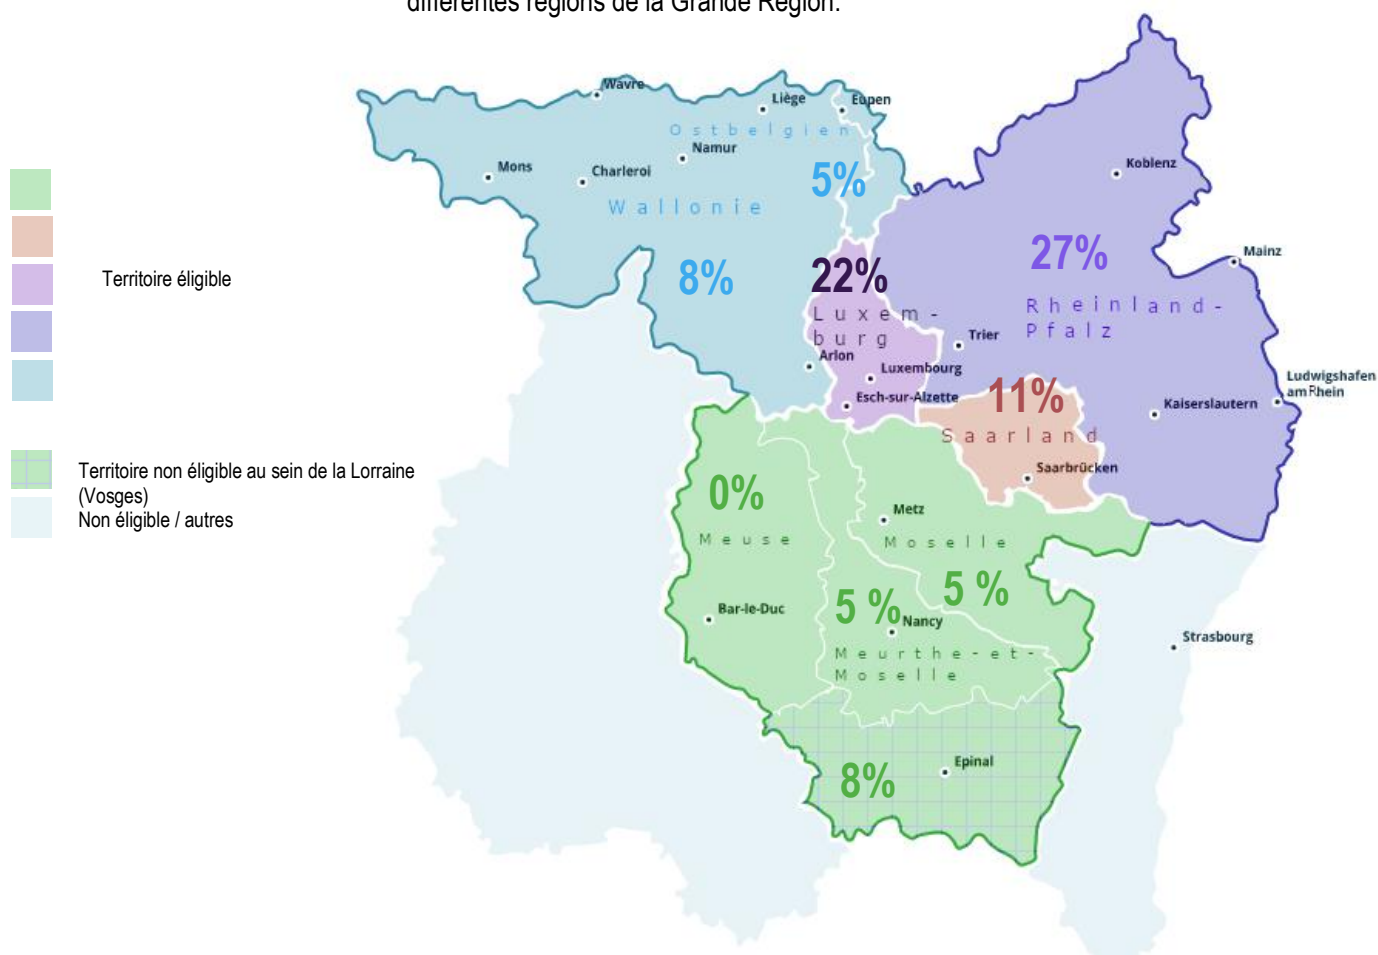 différentes régions de la Grande Région.
Wavre
Liège
Eupen
Ostbelgien
Namur
Mons
Charleroi
5%
Koblenz
Wallonie
Territoire éligible
8%
22%
27%
Mainz
Luxem-
burg
Rheinland-
Pfalz
Trier
Arlon
Luxembourg
Esch-sur-Alzette
11%
Kaiserslautern
Ludwigshafen
am Rhein
Saarland
Saarbrücken
Territoire non éligible au sein de la Lorraine
(Vosges)
Non éligible / autres
0%
Meuse
Metz
Moselle
5 %
5 %
Bar-le-Duc
Nancy
Meurthe-et-
Moselle
Strasbourg
Epinal
8%